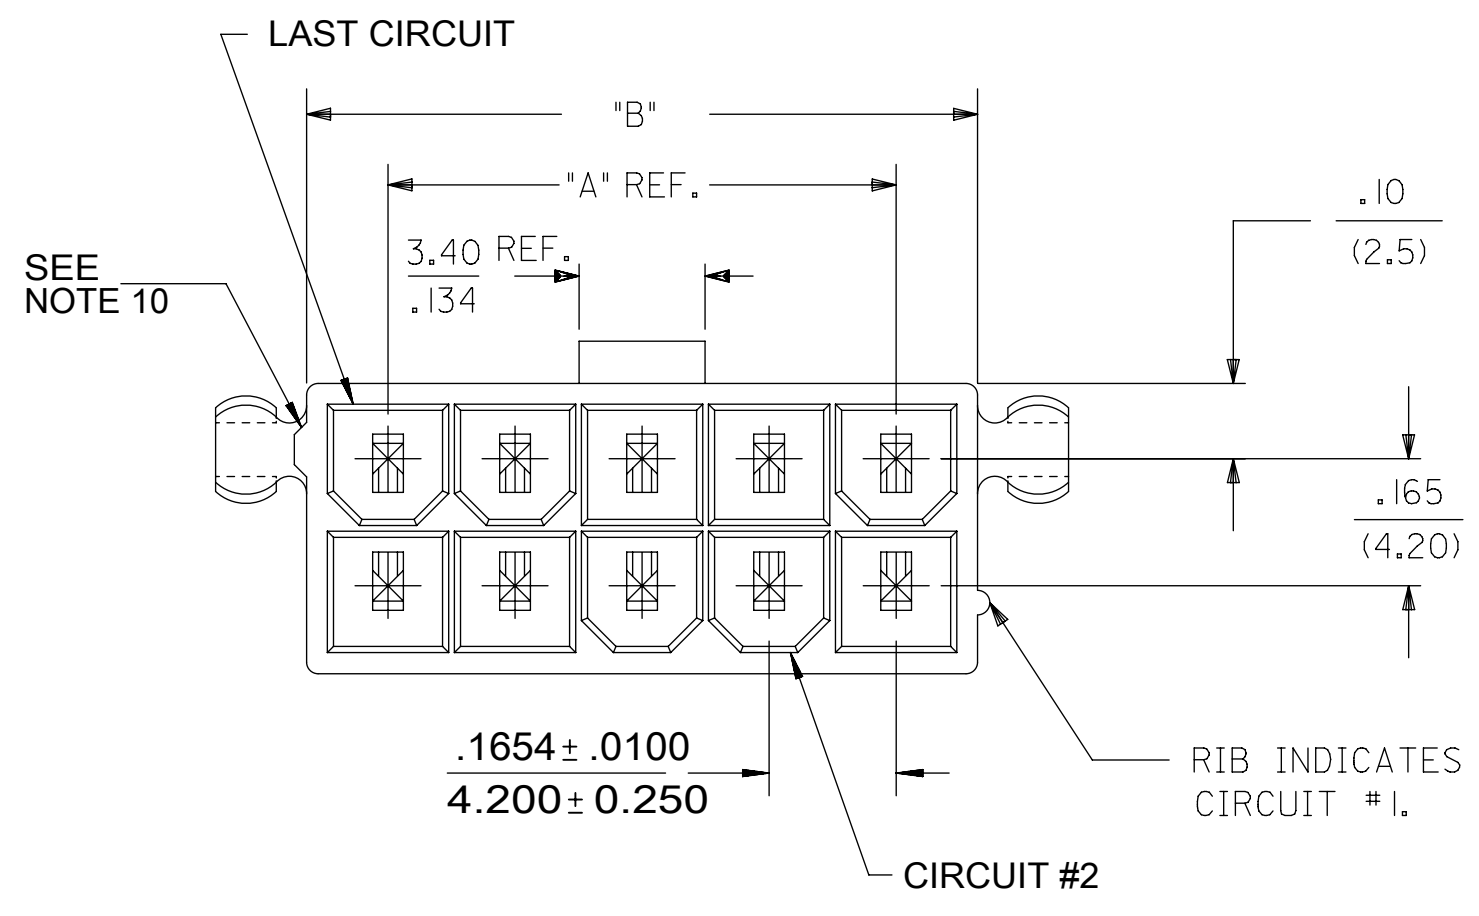 LAST CIRCUIT
"B"
"A" REF.
.10
(2.5)
3.40 REF.
.134
SEE
NOTE 10
.165
(4.20)
.1654 ± .0100
4.200 ± 0.250
RIB INDICATES
CIRCUIT #1.
CIRCUIT #2